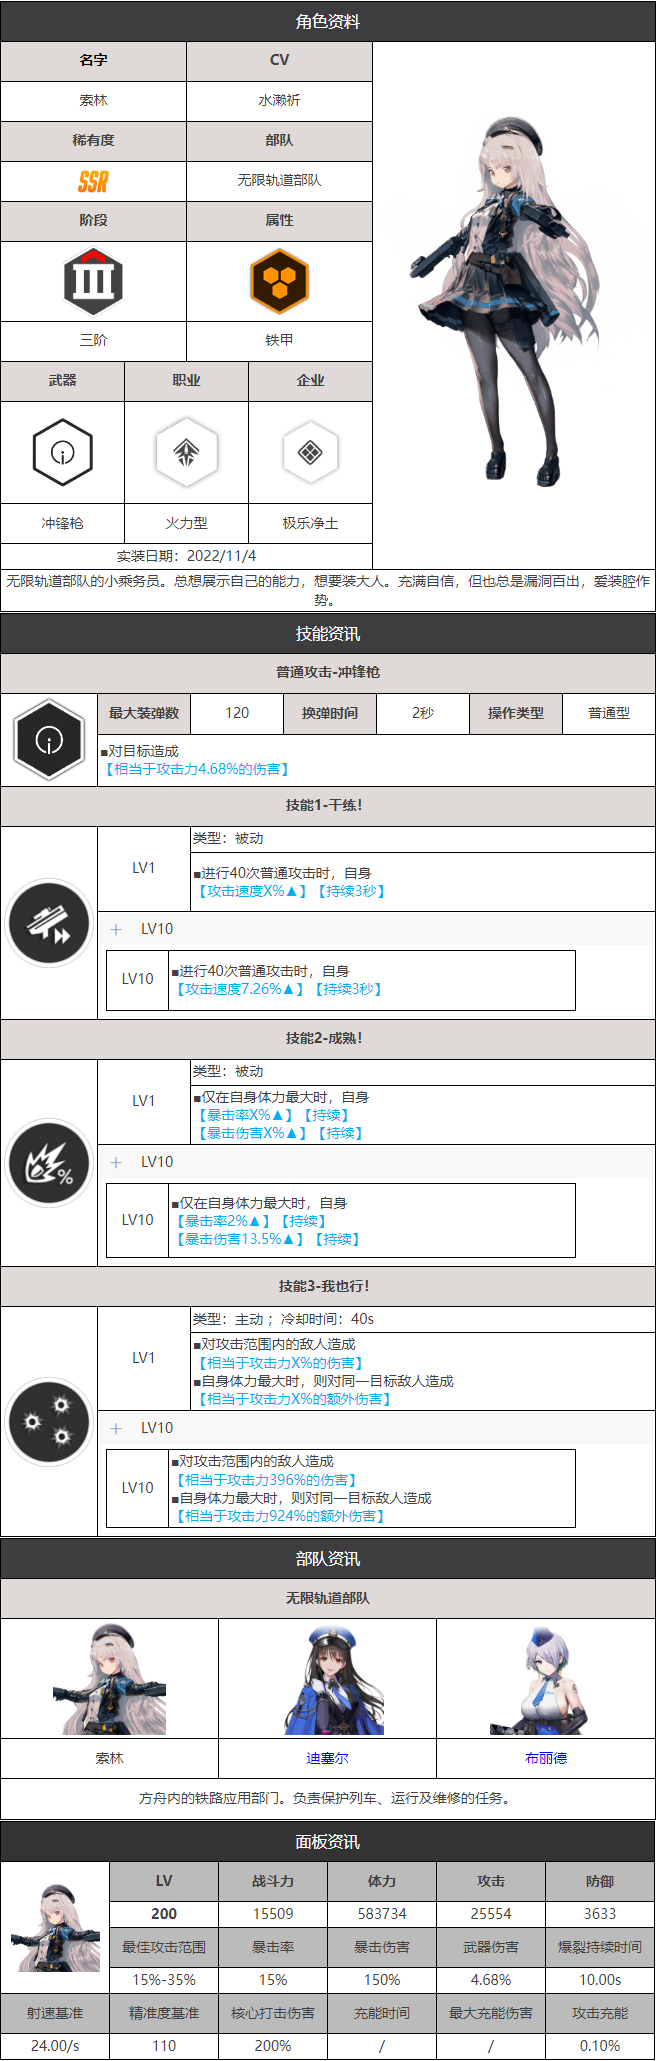 角色资料
名字 CV
索林 水濑祈
稀有度 部队
SSR 无限轨道部队
阶段 属性
三阶 铁甲
武器 职业 企业
冲锋枪 火力型 极乐净土
实装日期：2022/11/4
无限轨道部队的小乘务员。总想展示自己的能力，想要装大人。充满自信，但也总是漏洞百出，爱装腔作
势。
技能资讯
普通攻击-冲锋枪
最大装弹数 120 换弹时间 2秒 操作类型 普通型
■对目标造成
【相当于攻击力4.68%的伤害】
技能1-干练！
LV1
类型：被动
■进行40次普通攻击时，自身
【攻击速度X%▲】【持续3秒】
+ LV10
LV10
■进行40次普通攻击时，自身
【攻击速度7.26%▲】【持续3秒】
技能2-成熟！
LV1
类型：被动
■仅在自身体力最大时，自身
【暴击率X%▲】【持续】
【暴击伤害X%▲】【持续】
+ LV10
LV10
■仅在自身体力最大时，自身
【暴击率2%▲】【持续】
【暴击伤害13.5%▲】【持续】
技能3-我也行！
LV1
类型：主动 ；冷却时间：40s
■对攻击范围内的敌人造成
【相当于攻击力X%的伤害】
■自身体力最大时，则对同一目标敌人造成
【相当于攻击力X%的额外伤害】
+ LV10
LV10
■对攻击范围内的敌人造成
【相当于攻击力396%的伤害】
■自身体力最大时，则对同一目标敌人造成
【相当于攻击力924%的额外伤害】
部队资讯
无限轨道部队
索林 迪塞尔 布丽德
方舟内的铁路应用部门。负责保护列车、运行及维修的任务。
面板资讯
LV 战斗力 体力 攻击 防御
200 15509 583734 25554 3633
最佳攻击范围 暴击率 暴击伤害 武器伤害 爆裂持续时间
15%-35% 15% 150% 4.68% 10.00s
射速基准 精准度基准 核心打击伤害 充能时间 最大充能伤害 攻击充能
24.00/s 110 200% / / 0.10%